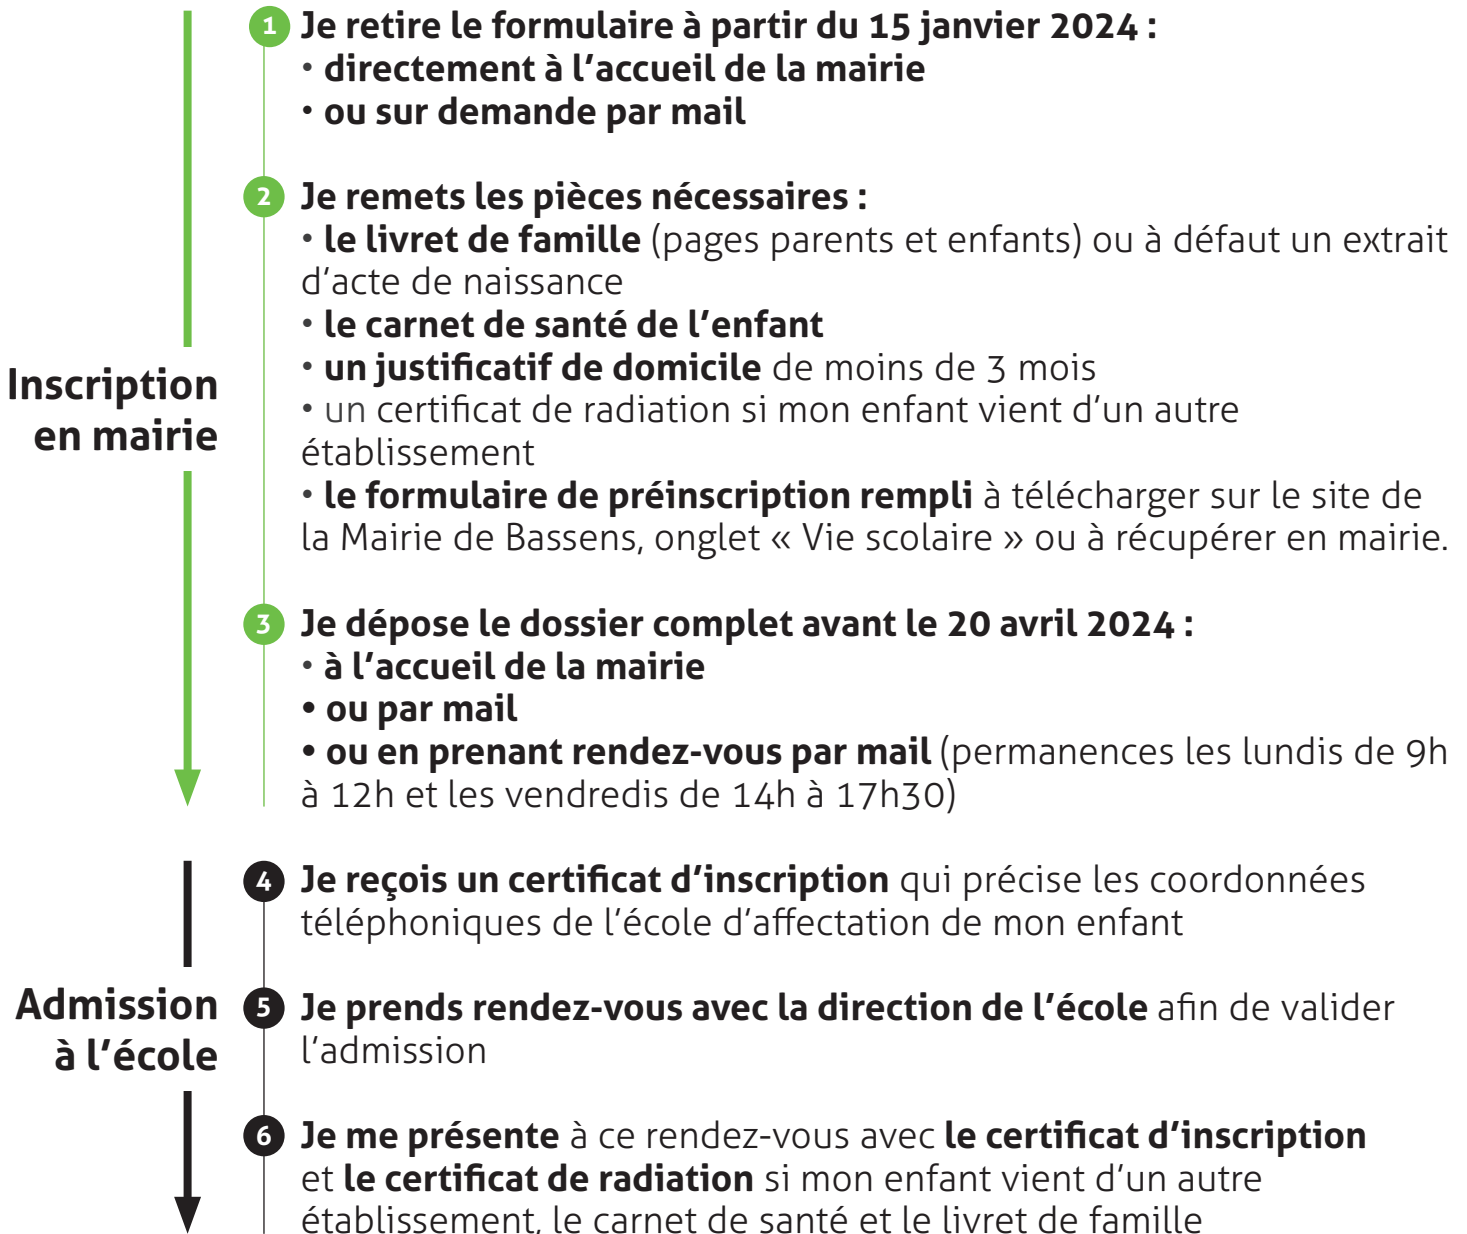 1 Je retire le formulaire à partir du 15 janvier 2024 :
• directement à l’accueil de la mairie
• ou sur demande par mail
2 Je remets les pièces nécessaires :
• le livret de famille (pages parents et enfants) ou à défaut un extrait
d’acte de naissance
• le carnet de santé de l’enfant
• un justificatif de domicile de moins de 3 mois
• un certificat de radiation si mon enfant vient d’un autre
établissement
• le formulaire de préinscription rempli à télécharger sur le site de
la Mairie de Bassens, onglet « Vie scolaire » ou à récupérer en mairie.
Inscription
en mairie
3 Je dépose le dossier complet avant le 20 avril 2024 :
• à l’accueil de la mairie
• ou par mail
• ou en prenant rendez-vous par mail (permanences les lundis de 9h
à 12h et les vendredis de 14h à 17h30)
4 Je reçois un certificat d’inscription qui précise les coordonnées
téléphoniques de l’école d’affectation de mon enfant
Admission
à l’école
5 Je prends rendez-vous avec la direction de l’école afin de valider
l’admission
6 Je me présente à ce rendez-vous avec le certificat d’inscription
et le certificat de radiation si mon enfant vient d’un autre
établissement, le carnet de santé et le livret de famille